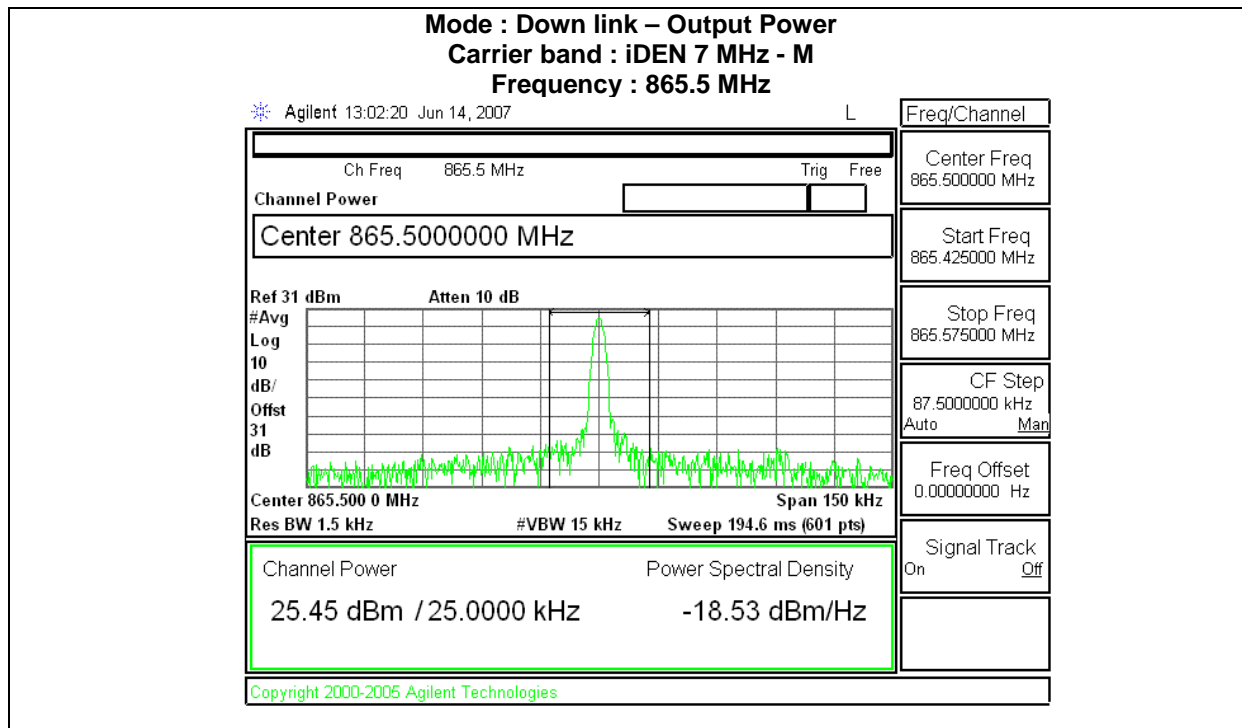 Mode : Down link – Output Power
Carrier band : iDEN 7 MHz - M
Frequency : 865.5 MHz
Agilent 13:02:20 Jun 14, 2007 L
Freq/Channel
Ch Freq 865.5 MHz Trig Free
Channel Power
Center 865.5000000 MHz
Ref 31 dBm Atten 10 dB
#Avg
Log
10
dB/
Offst
31
dB
Center 865.500 0 MHz Span 150 kHz
Res BW 1.5 kHz #VBW 15 kHz Sweep 194.6 ms (601 pts)
Channel Power Power Spectral Density
25.45 dBm / 25.0000 kHz -18.53 dBm/Hz
Center Freq
865.500000 MHz
Start Freq
865.425000 MHz
Stop Freq
865.575000 MHz
CF Step
87.5000000 kHz
Auto Man
Freq Offset
0.00000000 Hz
Signal Track
On Off
Copyright 2000-2005 Agilent Technologies